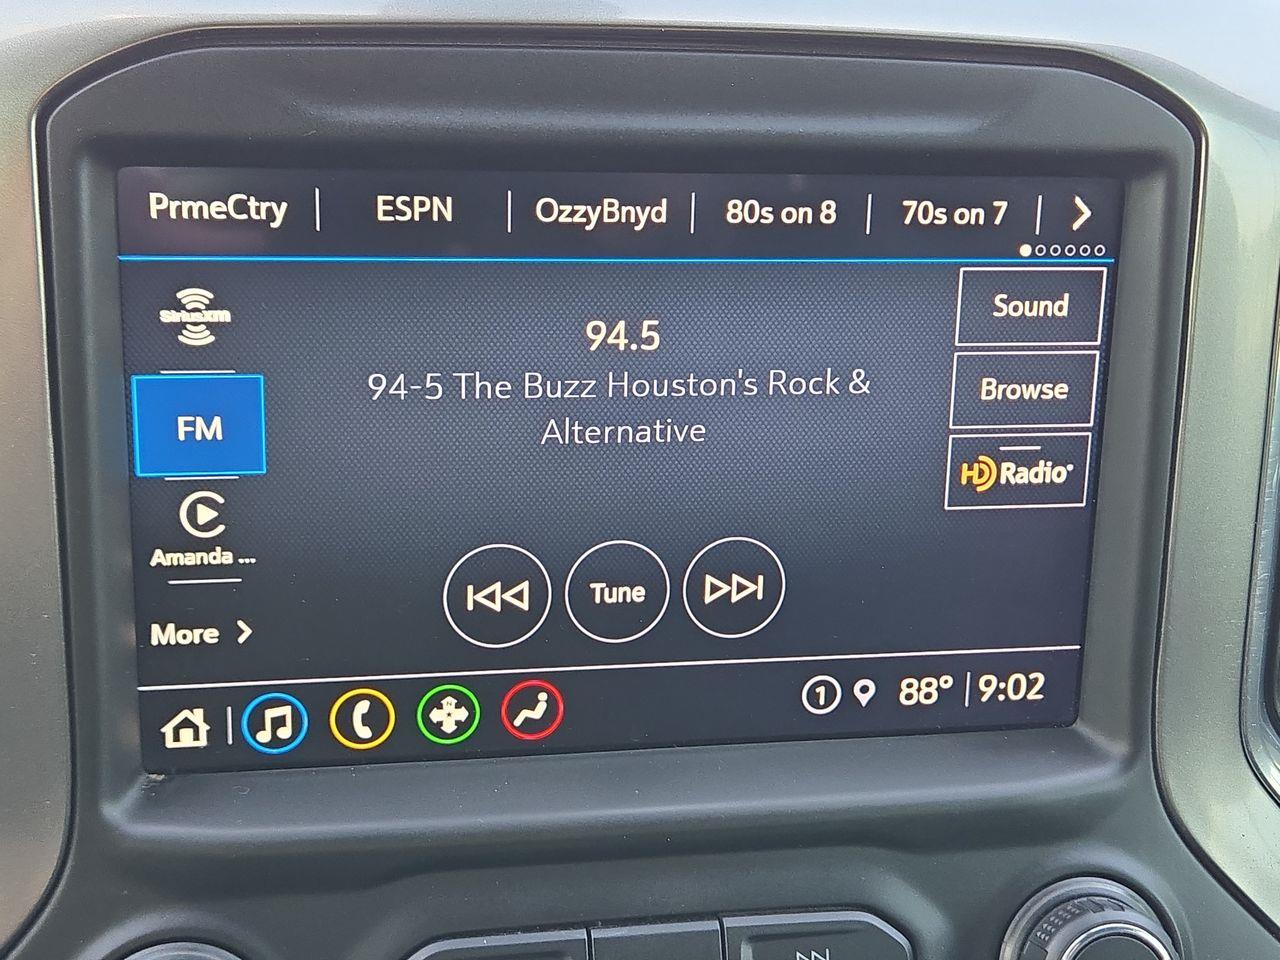 PrmeCtry | ESPN | OzzyBnyd | 80s on 8 | 70s on 7
SiriusXM
FM
Amanda ...
More
94.5
94-5 The Buzz Houston's Rock &
Alternative
Tune
Sound
Browse
HD Radio
1 88° 9:02